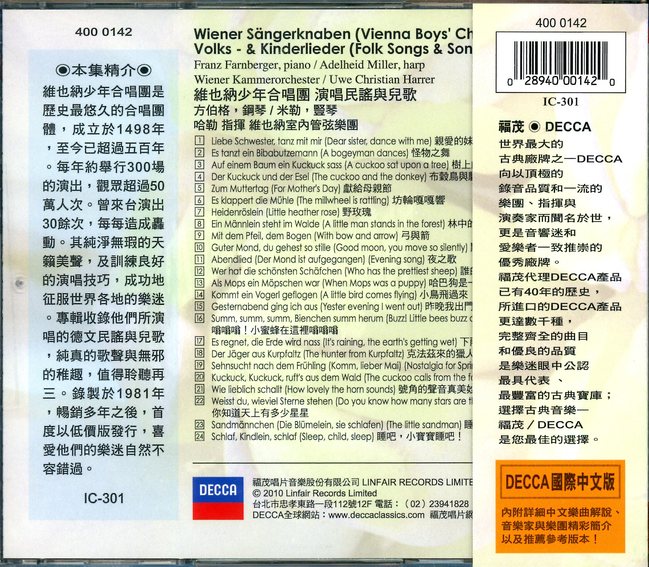 400 0142
◉本集精介◉
維也納少年合唱團是
歷史最悠久的合唱團
體，成立於1498年，
至今已超過五百年。
每年約舉行300場
的演出，觀眾超過50
萬人次。曾來台演出
30餘次，每每造成轟
動。其純淨無瑕的天
籟美聲，及訓練良好
的演唱技巧，成功地
征服世界各地的樂迷
。專輯收錄他們所演
唱的德文民謠與兒歌
，純真的歌聲與無邪
的稚趣，值得聆聽再
三。錄製於1981年
，暢銷多年之後，首
度以低價版發行，喜
愛他們的樂迷自然不
容錯過。
IC-301
Wiener Sängerknaben (Vienna Boys' Ch
Volks - & Kinderlieder (Folk Songs & Son
Franz Farnberger, piano / Adelheid Miller, harp
Wiener Kammerorchester / Uwe Christian Harrer
維也納少年合唱團 演唱民謠與兒歌
方伯格，鋼琴 / 米勒，豎琴
哈勒 指揮 維也納室內管弦樂團
1 Liebe Schwester, tanz mit mir (Dear sister, dance with me) 親愛的妹
2 Es tanzt ein Bibabutzemann (A bogeyman dances) 怪物之舞
3 Auf einem Baum ein Kuckuck sass (A cuckoo sat upon a tree) 樹上
4 Der Kuckuck und der Esel (The cuckoo and the donkey) 布穀鳥與
5 Zum Muttertag (For Mother's Day) 獻給母親節
6 Es klappert die Mühle (The millwheel is rattling) 坊輪嘎嘎響
7 Heidenröslein (Little heather rose) 野玫瑰
8 Ein Männlein steht im Walde (A little man stands in the forest) 林中的
9 Mit dem Pfeil, dem Bogen (With bow and arrow) 弓與箭
10 Guter Mond, du gehest so stille (Good moon, you move so silently)
11 Abendlied (Der Mond ist aufgegangen) (Evening song) 夜之歌
12 Wer hat die schönsten Schäfchen (Who has the prettiest sheep) 誰
13 Als Mops ein Möpschen war (When Mops was a puppy) 哈巴狗是一
14 Kommt ein Vogerl geflogen (A little bird comes flying) 小鳥飛過來
15 Gesternabend ging ich aus (Yester evening I went out) 昨晚我出門
16 Summ, summ, summ, Bienchen summ herum (Buzz) Little bees buzz a
嗡嗡嗡！小蜜蜂在這裡嗡嗡嗡
17 Es regnet, die Erde wird nass (It's raining, the earth's getting wet) 下
18 Der Jäger aus Kurpfaltz (The hunter from Kurpfaltz) 克法茲來的獵人
19 Sehnsucht nach dem Frühling (Komm, lieber Mai) (Nostalgia for Sprin
20 Kuckuck, Kuckuck, ruft's aus dem Wald (The cuckoo calls from the f
21 Wie lieblich schallt (How lovely the horn sounds) 號角的聲音真美妙
22 Weisst du, wieviel Sterne stehen (Do you know how many stars are th
你知道天上有多少星星
23 Sandmännchen (Die Blümelein, sie schlafen) (The little sandman) 睡
24 Schlaf, Kindlein, schlaf (Sleep, child, sleep) 睡吧，小寶寶睡吧！
DECCA
福茂唱片音樂股份有限公司 LINFAIR RECORDS LIMITE
© 2010 Linfair Records Limited
台北市忠孝東路一段112號12F 電話：（02）23941828
DECCA全球網站：www.deccaclassics.com 福茂唱片網
400 0142
0 28940 00142 0
IC-301
福茂◉DECCA
世界最大的
古典廠牌之一DECCA
向以頂極的
錄音品質和一流的
樂團、指揮與
演奏家而聞名於世，
更是音響迷和
愛樂者一致推崇的
優秀廠牌。
福茂代理DECCA產品
已有40年的歷史，
所進口的DECCA產品
更達數千種，
完整齊全的曲目
和優良的品質
是樂迷眼中公認
最具代表、
最豐富的古典寶庫；
選擇古典音樂—
福茂/DECCA
是您最佳的選擇。
DECCA國際中文版
內附詳細中文樂曲解說、
音樂家與樂團精彩簡介
以及推薦參考版本！